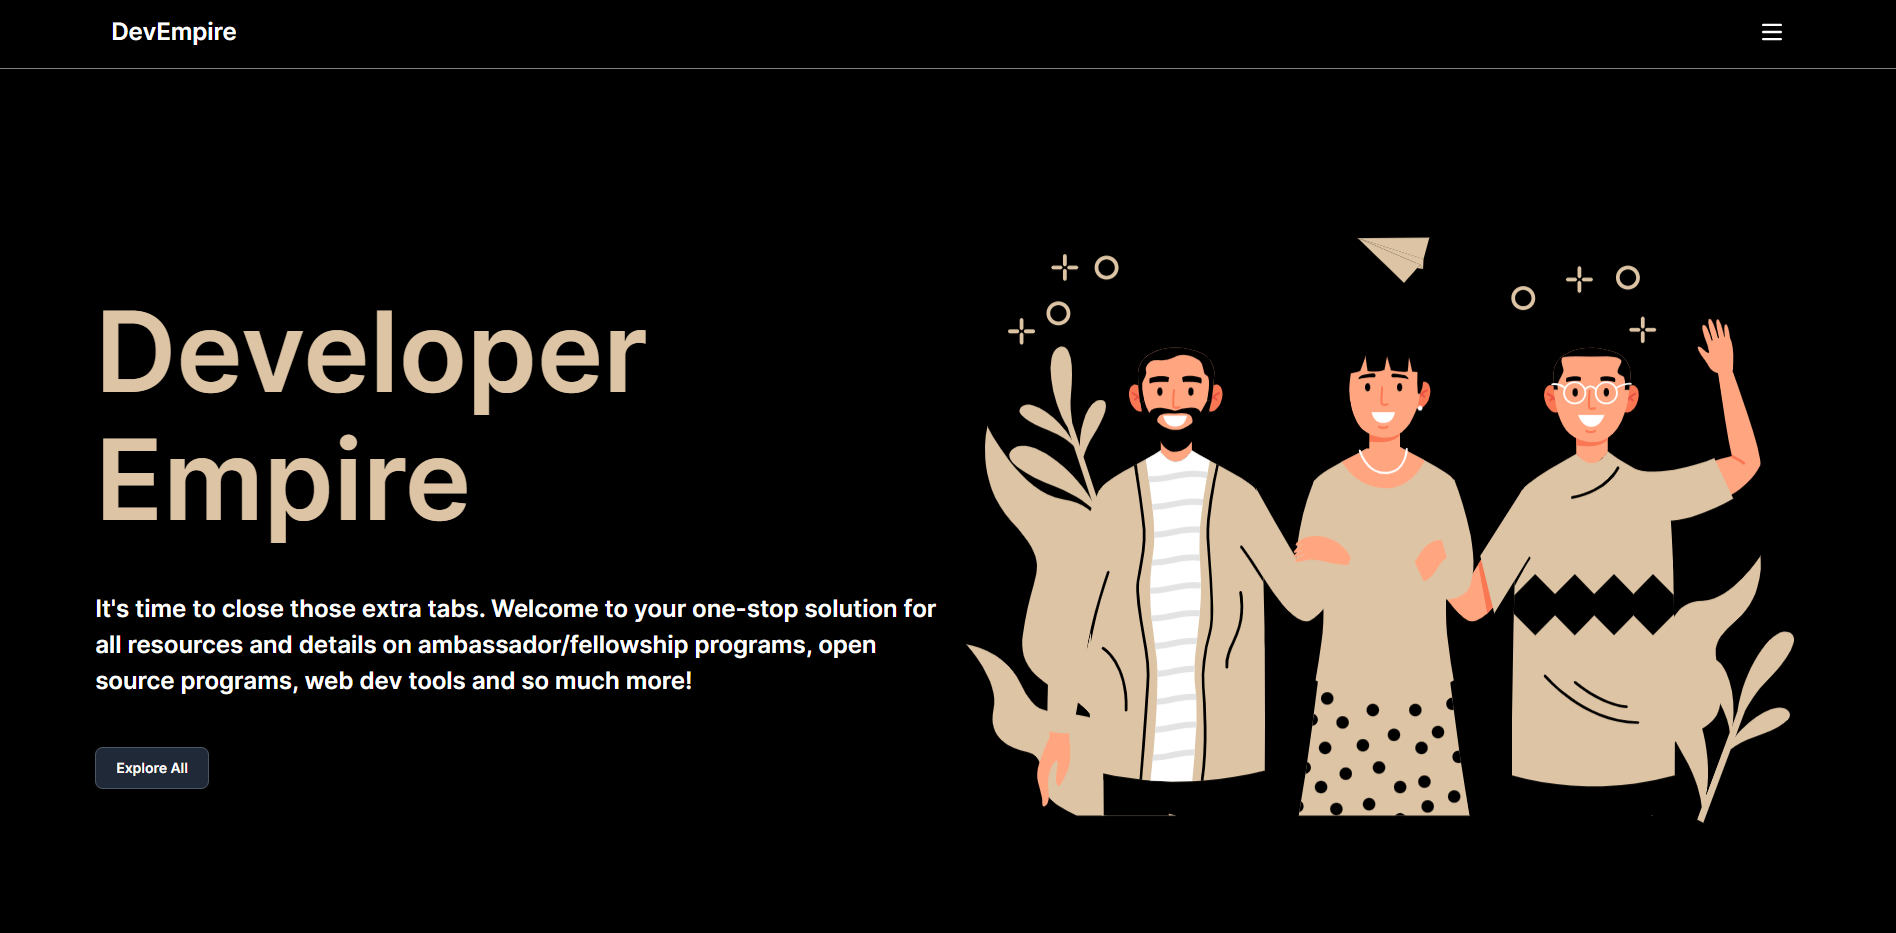 DevEmpire
Developer
Empire
It's time to close those extra tabs. Welcome to your one-stop solution for
all resources and details on ambassador/fellowship programs, open
source programs, web dev tools and so much more!
Explore All